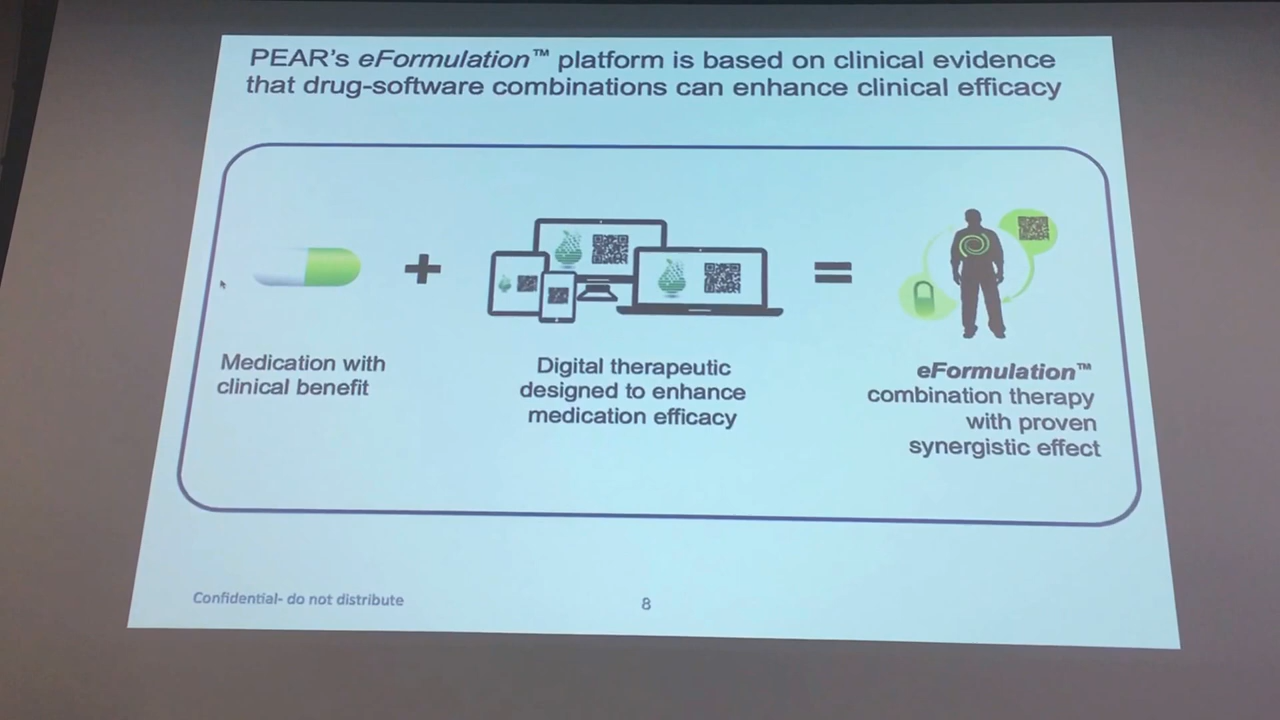 PEAR's eFormulation™ platform is based on clinical evidence
that drug-software combinations can enhance clinical efficacy
Medication with
clinical benefit
Digital therapeutic
designed to enhance
medication efficacy
eFormulation™
combination therapy
with proven
synergistic effect
Confidential- do not distribute
8